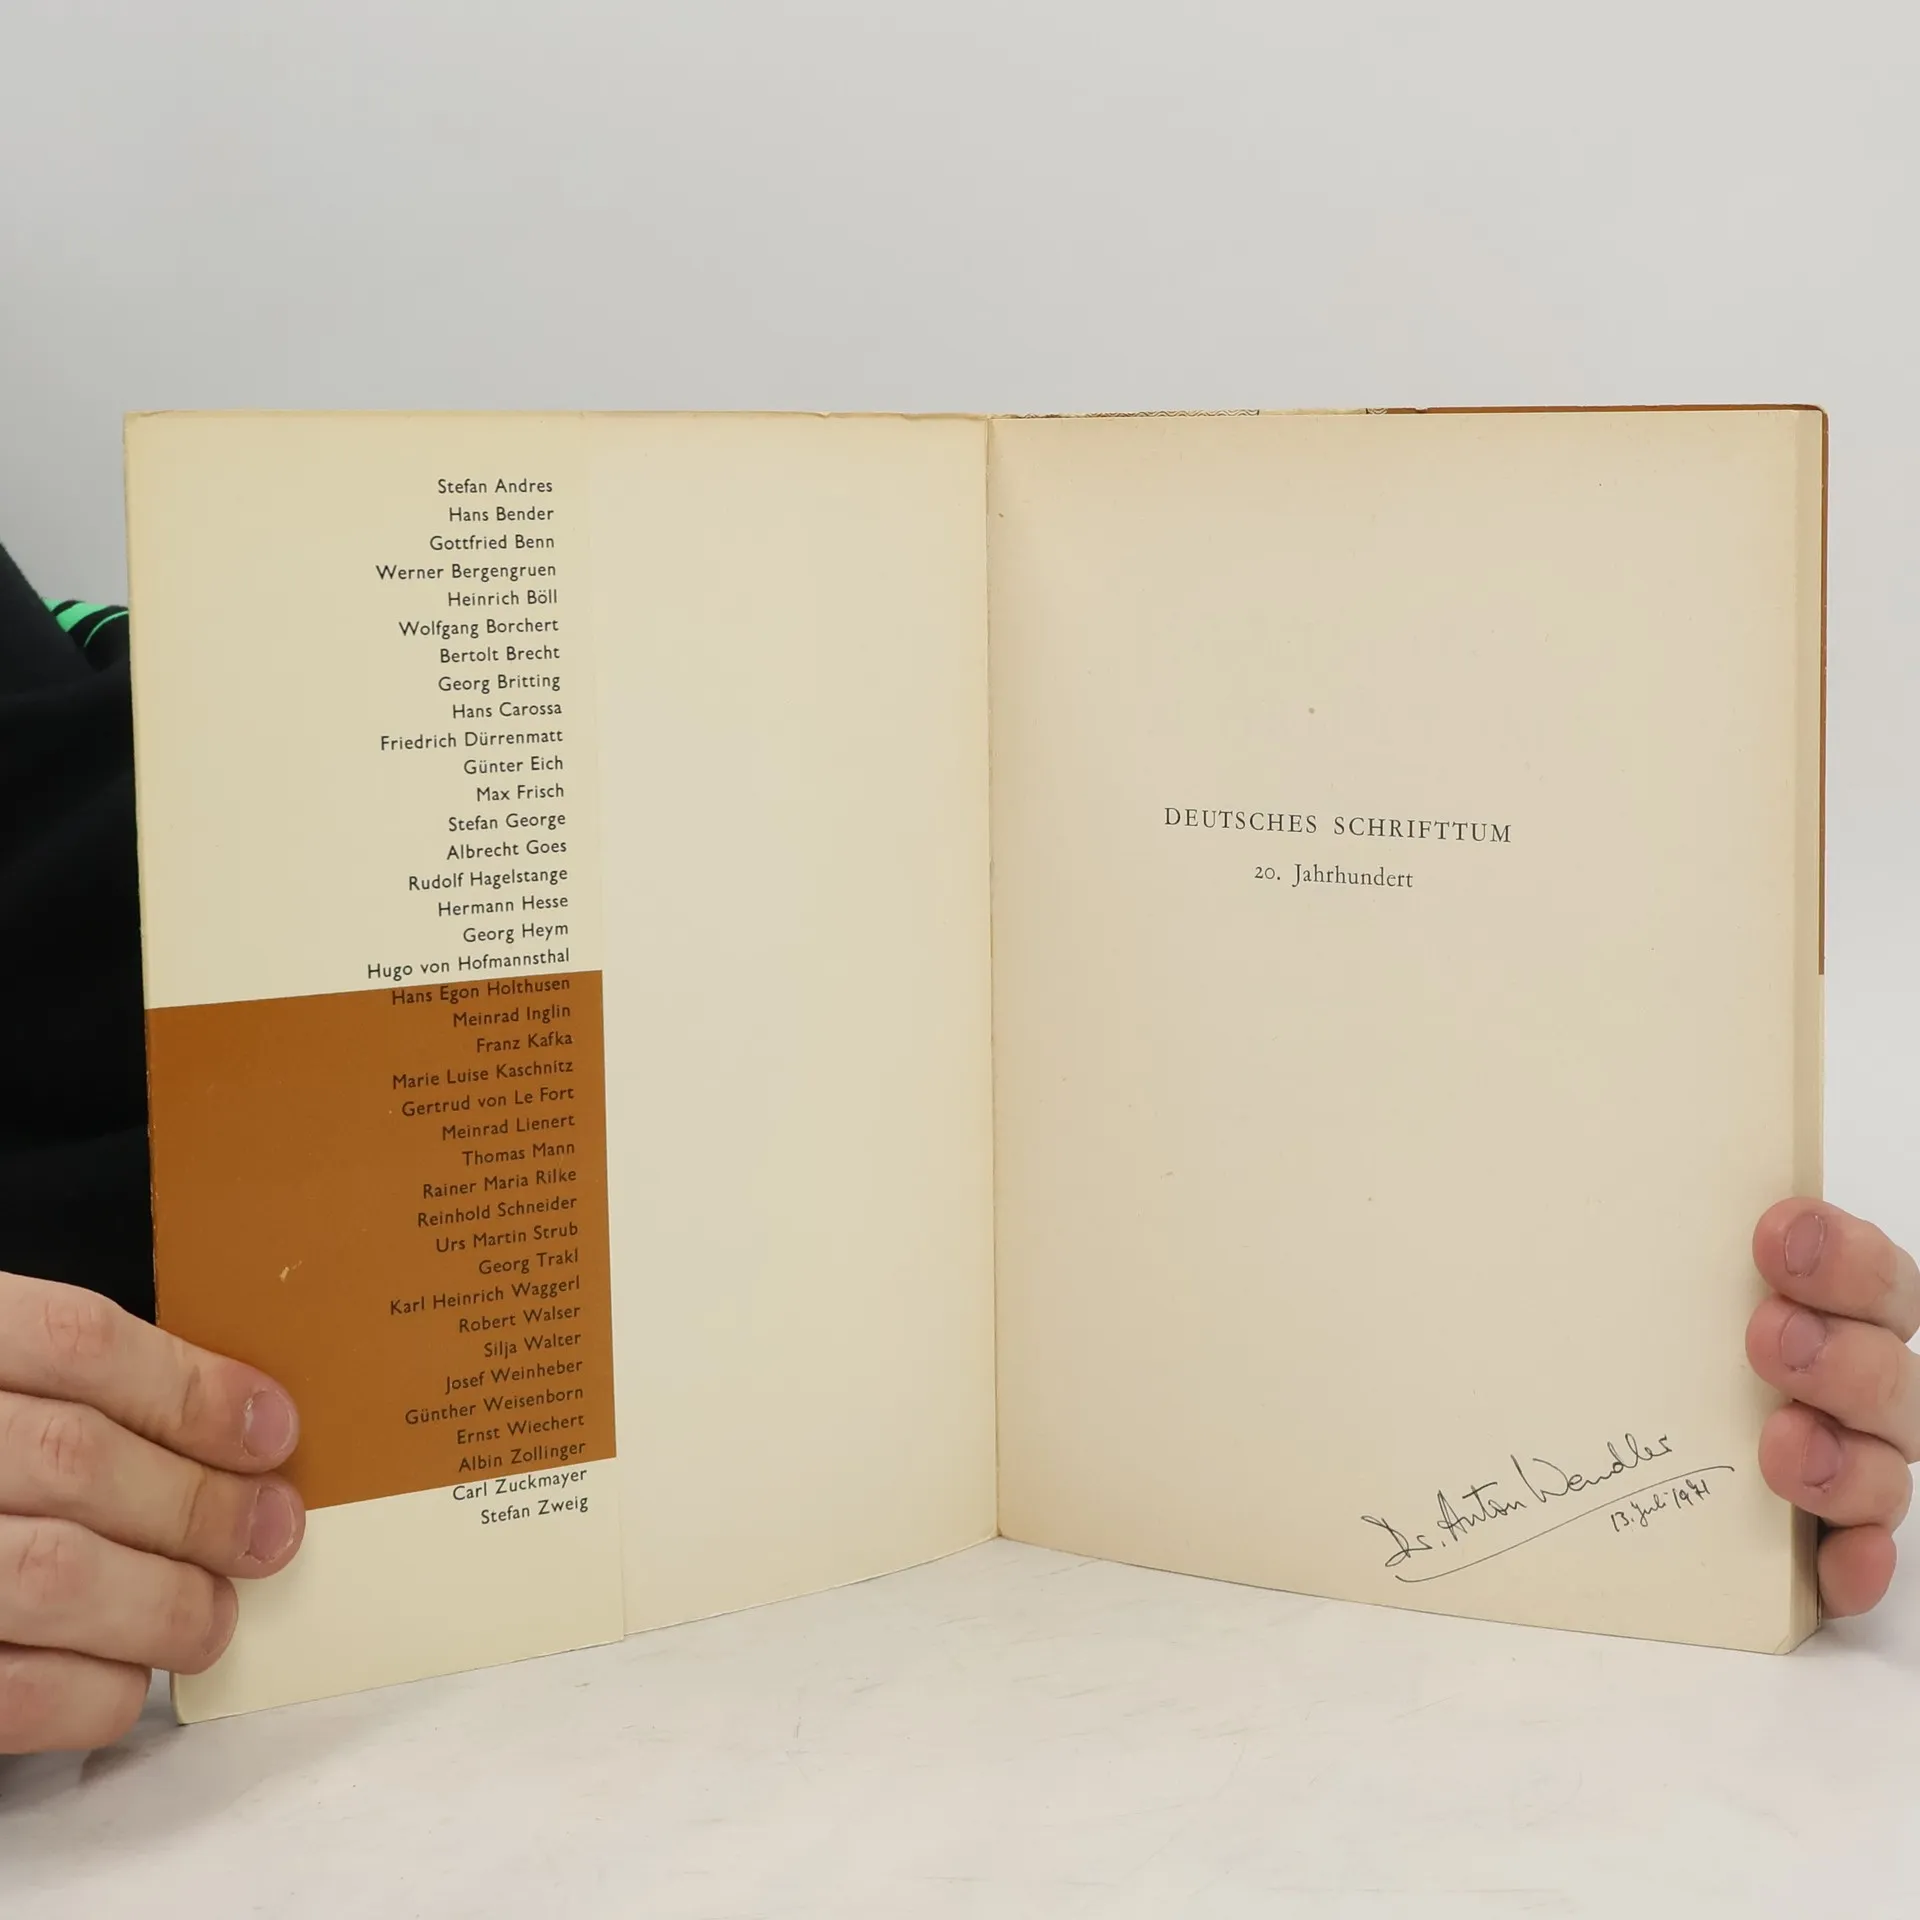 Stefan Andres
Hans Bender
Gottfried Benn
Werner Bergengruen
Heinrich Böll
Wolfgang Borchert
Bertolt Brecht
Georg Britting
Hans Carossa
Friedrich Dürrenmatt
Günter Eich
Max Frisch
Stefan George
Albrecht Goes
Rudolf Hagelstange
Hermann Hesse
Georg Heym
Hugo von Hofmannsthal
Hans Egon Holthusen
Meinrad Inglin
Franz Kafka
Marie Luise Kaschnitz
Gertrud von Le Fort
Meinrad Lienert
Thomas Mann
Rainer Maria Rilke
Reinhold Schneider
Urs Martin Strub
Georg Trakl
Karl Heinrich Waggerl
Robert Walser
Silja Walter
Josef Weinheber
Günther Weisenborn
Ernst Wiechert
Albin Zollinger
Carl Zuckmayer
Stefan Zweig
DEUTSCHES SCHRIFTTUM
20. Jahrhundert
Dr. Anton Wendler
13. Juli 1971